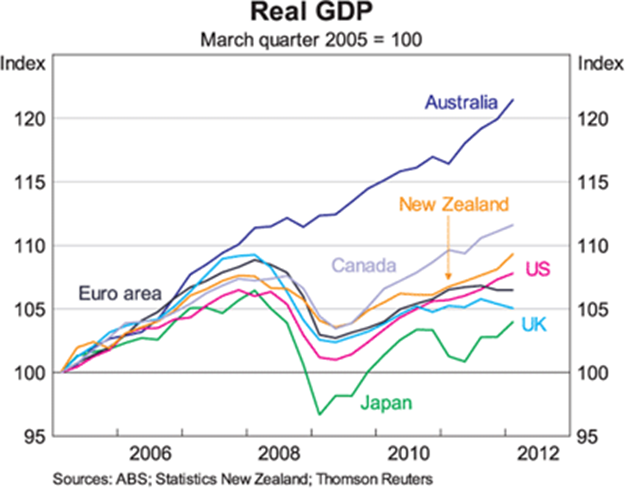 Real GDP
March quarter 2005 = 100
Index Index
120 Australia 120
115 115
New Zealand
110 110
Canada
US
Euro area
105 105
UK
100 100
Japan
95 95
2006 2008 2010 2012
Sources: ABS; Statistics New Zealand; Thomson Reuters